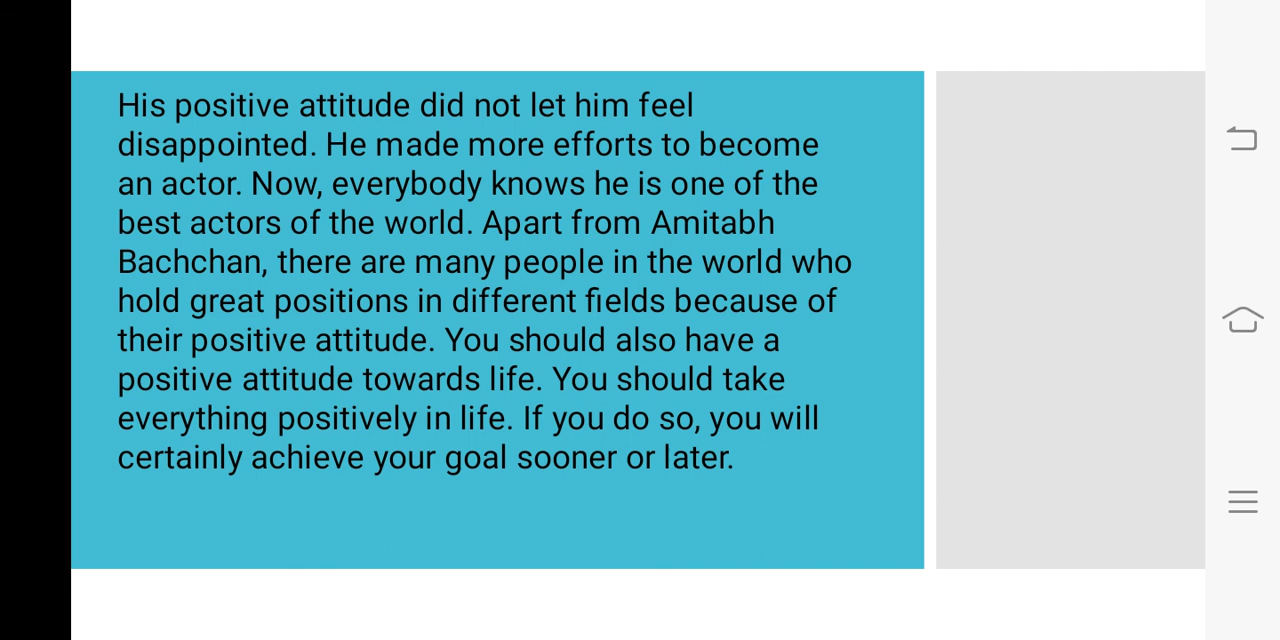 His positive attitude did not let him feel
disappointed. He made more efforts to become
an actor. Now, everybody knows he is one of the
best actors of the world. Apart from Amitabh
Bachchan, there are many people in the world who
hold great positions in different fields because of
their positive attitude. You should also have a
positive attitude towards life. You should take
everything positively in life. If you do so, you will
certainly achieve your goal sooner or later.